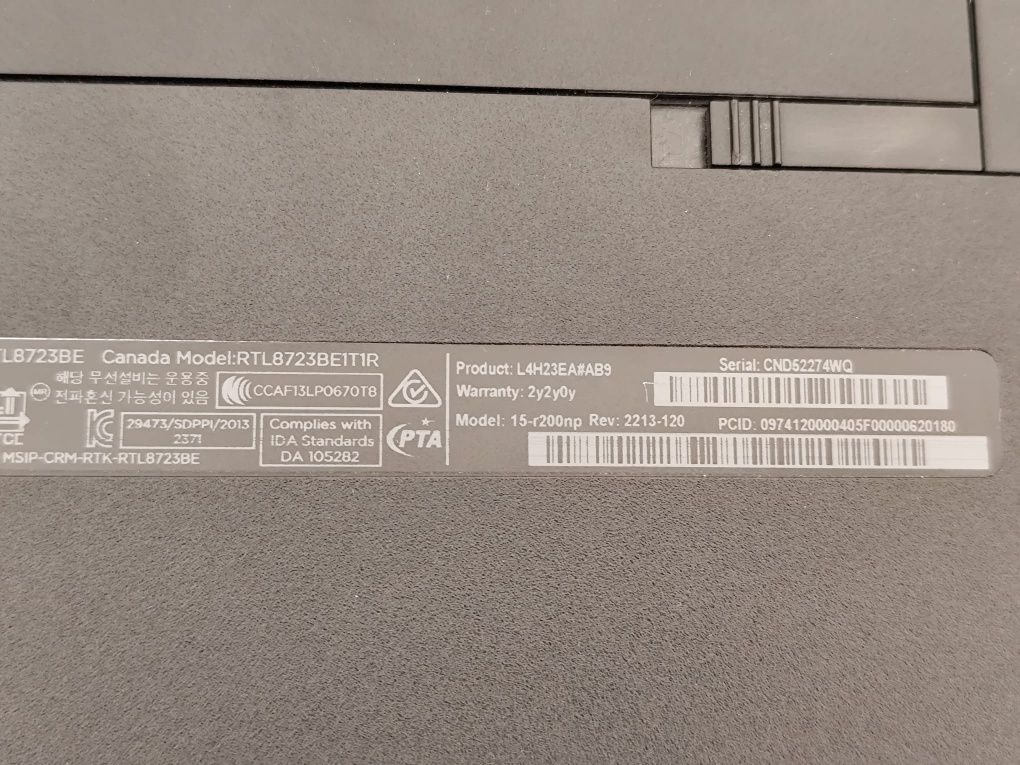 TL8723BE Canada Model:RTL8723BE1T1R
해당 무선설비는 운용중
전파혼신 가능성이 있음
CCAF13LP0670T8
29473/SDPPI/2013
2371
Complies with
IDA Standards
DA 105282
PTA
MSIP-CRM-RTK-RTL8723BE
Product: L4H23EA#AB9
Serial: CND52274WQ
Warranty: 2y2y0y
Model: 15-r200np Rev: 2213-120
PCID: 0974120000405F00000620180